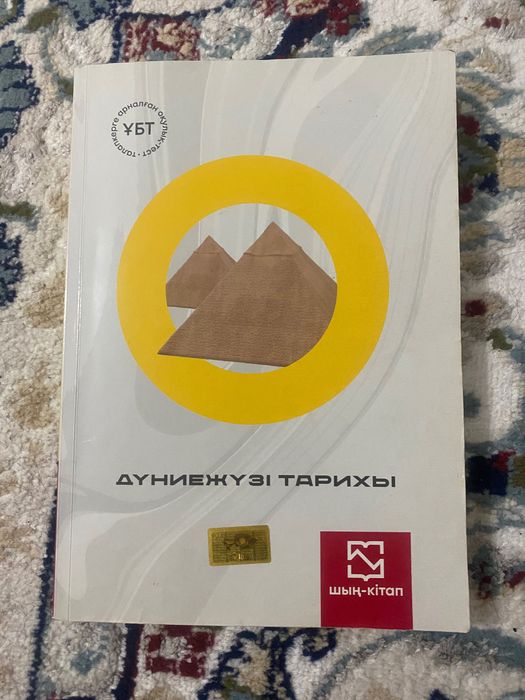 талапкерге арналған оқулық-тест •
ҰБТ
ДҮНИЕЖҮЗІ ТАРИХЫ
шың-кітап